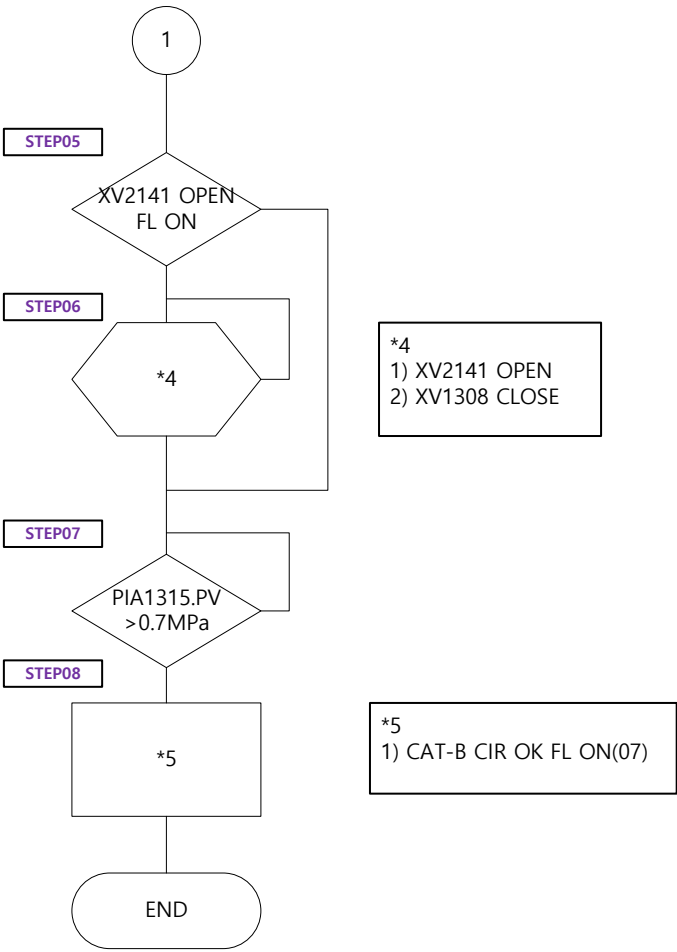 1
STEP05
XV2141 OPEN
FL ON
STEP06
*4
*4
1) XV2141 OPEN
2) XV1308 CLOSE
STEP07
PIA1315.PV
>0.7MPa
STEP08
*5
*5
1) CAT-B CIR OK FL ON(07)
END